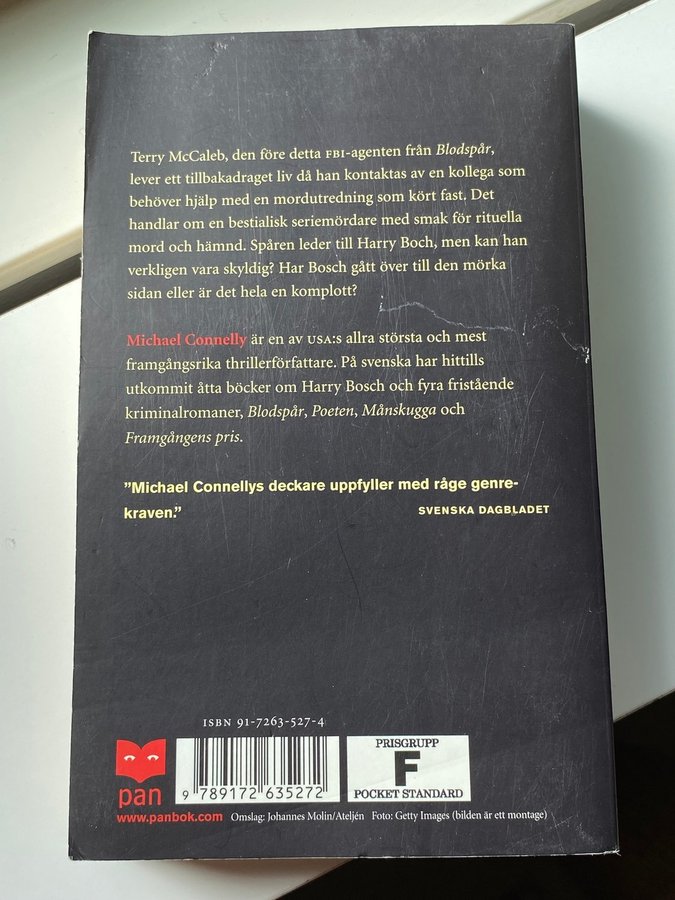 Terry McCaleb, den före detta FBI-agenten från Blodspår,
lever ett tillbakadraget liv då han kontaktas av en kollega som
behöver hjälp med en mordutredning som kört fast. Det
handlar om en bestialisk seriemördare med smak för rituella
mord och hämnd. Spåren leder till Harry Boch, men kan han
verkligen vara skyldig? Har Bosch gått över till den mörka
sidan eller är det hela en komplott?
Michael Connelly är en av USA:s allra största och mest
framgångsrika thrillerförfattare. På svenska har hittills
utkommit åtta böcker om Harry Bosch och fyra fristående
kriminalromaner, Blodspår, Poeten, Månskugga och
Framgångens pris.
”Michael Connellys deckare uppfyller med råge genre-
kraven.”
SVENSKA DAGBLADET
ISBN 91-7263-527-4
9 789172 635272
PRISGRUPP
F
POCKET STANDARD
pan
www.panbok.com Omslag: Johannes Molin/Ateljén Foto: Getty Images (bilden är ett montage)